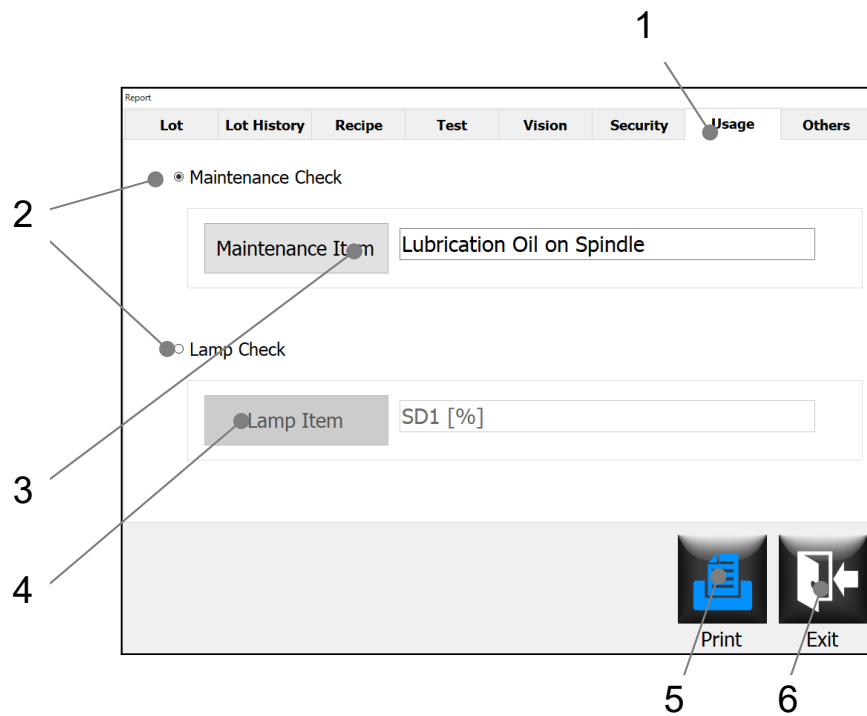 1
Report
Lot Lot History Recipe Test Vision Security Usage Others
2
Maintenance Check
Maintenance Item Lubrication Oil on Spindle
Lamp Check
Lamp Item SD1 [%]
3
4
Print Exit
5 6